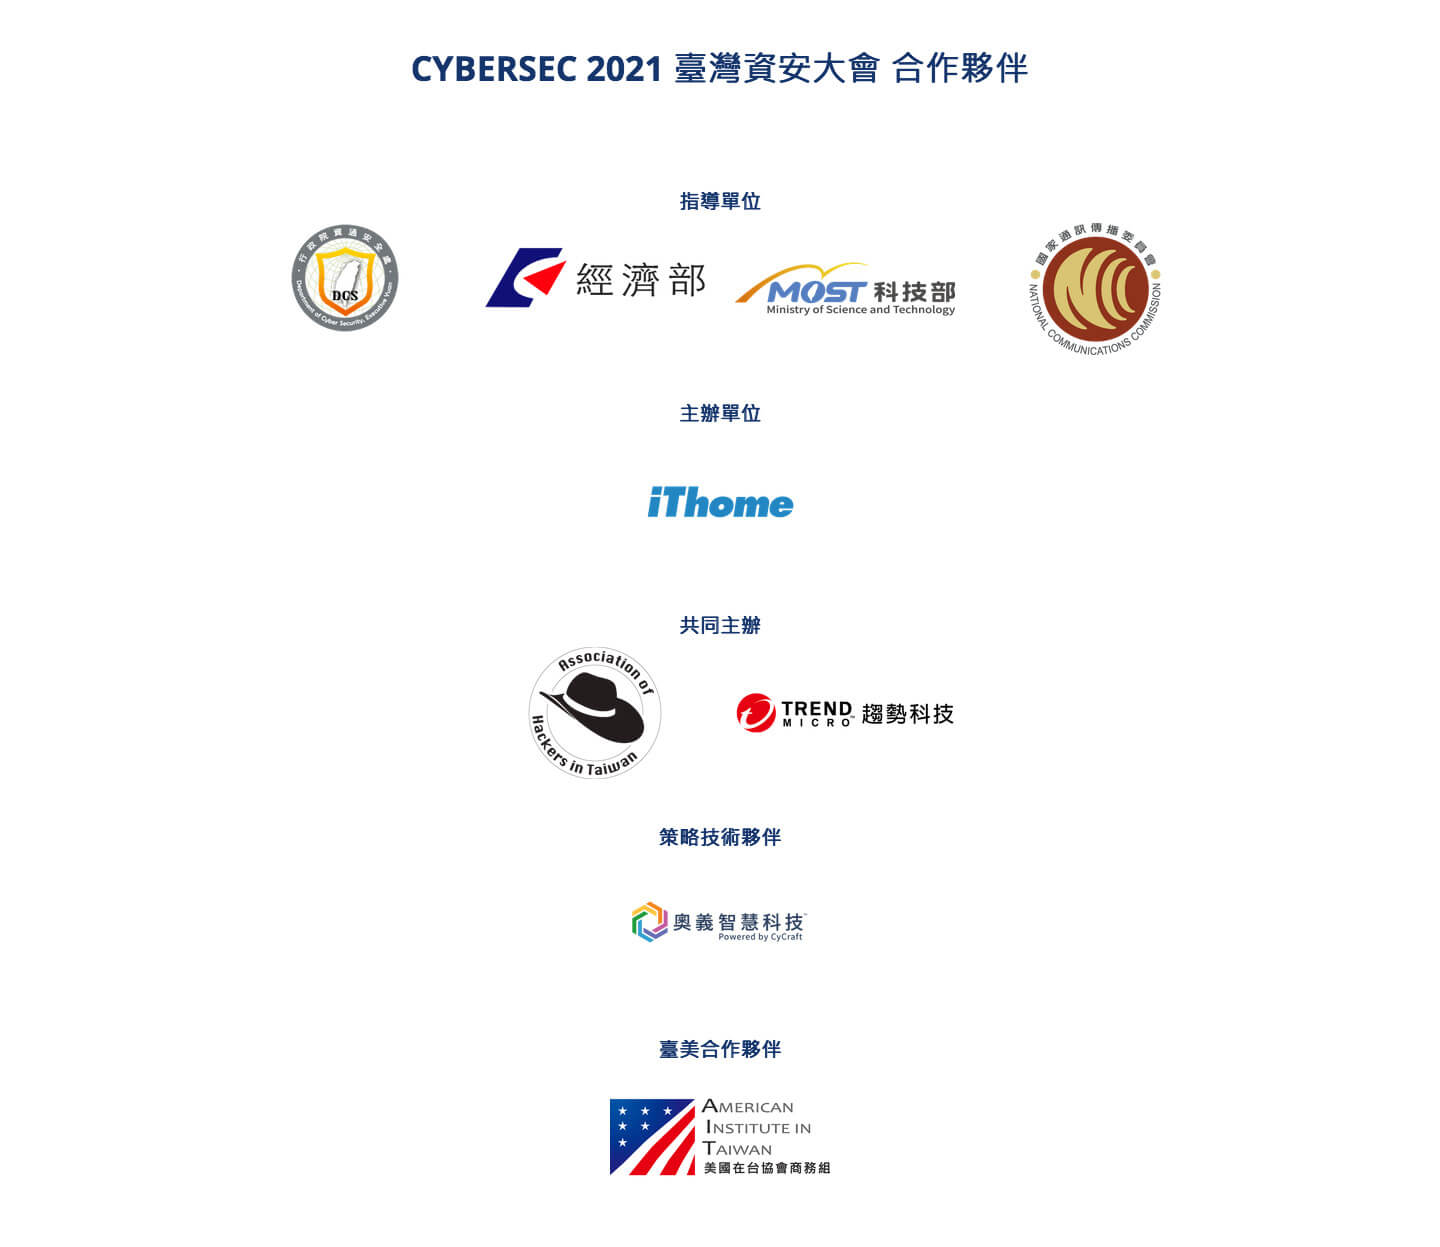 CYBERSEC 2021 臺灣資安大會 合作夥伴
指導單位
行政院資通安全處
DCS
Department of Cyber Security, Executive Yuan
經濟部
MOST 科技部
Ministry of Science and Technology
國家通訊傳播委員會
NATIONAL COMMUNICATIONS COMMISSION
主辦單位
iThome
共同主辦
Association of
Hackers in Taiwan
TREND MICRO™ 趨勢科技
策略技術夥伴
奧義智慧科技™
Powered by CyCraft
臺美合作夥伴
AMERICAN
INSTITUTE IN
TAIWAN
美國在台協會商務組